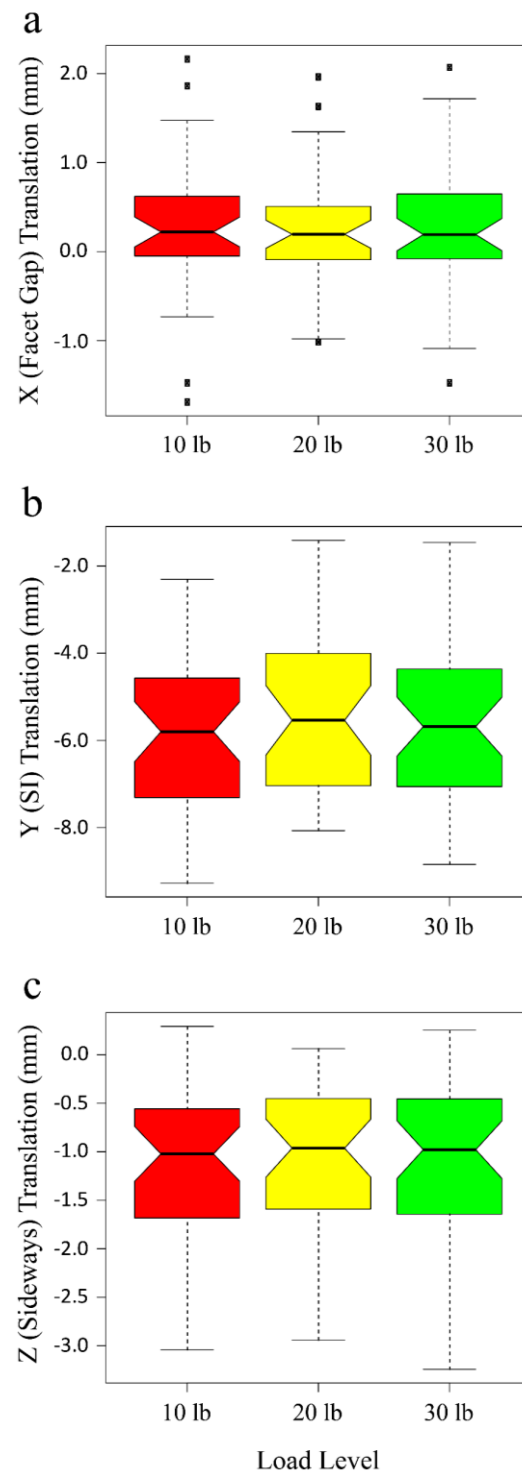 a
X (Facet Gap) Translation (mm)
2.0
1.0
0.0
-1.0
10 lb 20 lb 30 lb
b
Y (SI) Translation (mm)
-2.0
-4.0
-6.0
-8.0
10 lb 20 lb 30 lb
c
Z (Sideways) Translation (mm)
0.0
-0.5
-1.0
-1.5
-2.0
-2.5
-3.0
10 lb 20 lb 30 lb
Load Level